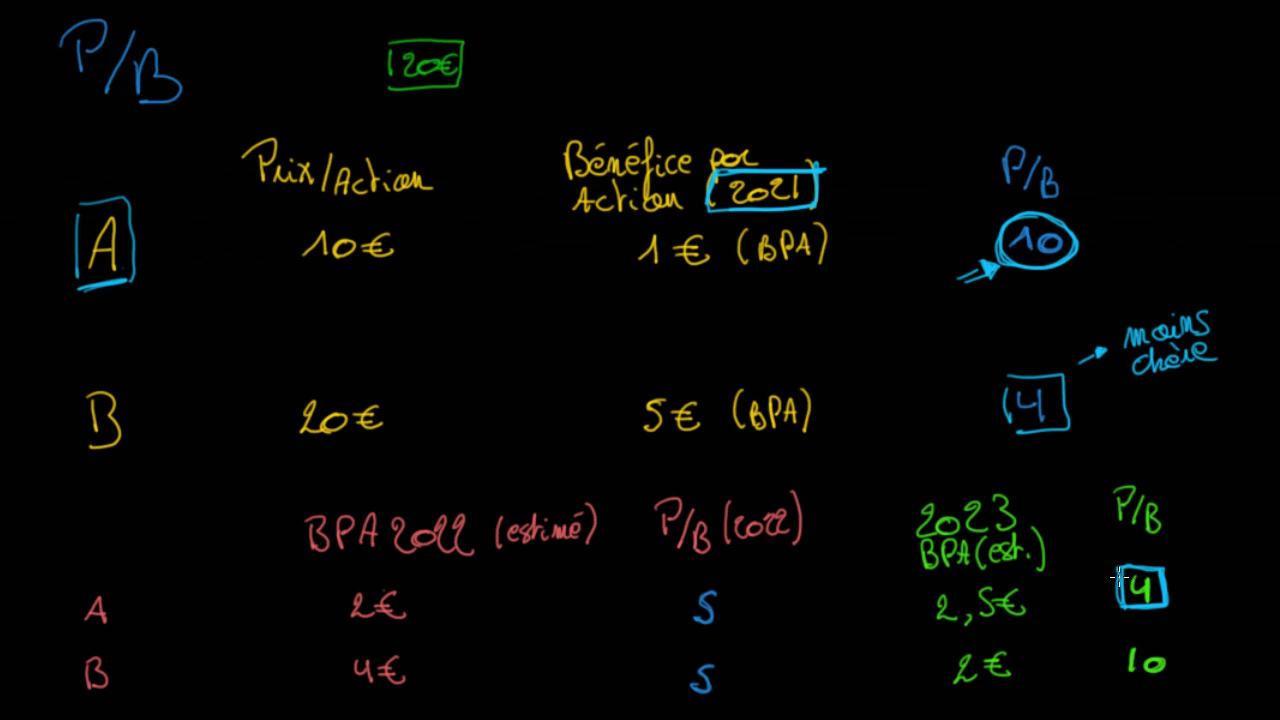 P/B
120€
Prix/Action
Bénéfice par
Action (2021)
P/B
A
10€
1€ (BPA)
10
moins
chère
B
20€
5€ (BPA)
4
BPA 2022 (estimé)
P/B (2022)
2023
BPA (est.)
P/B
A
2€
5
2,5€
4
B
4€
5
2€
10